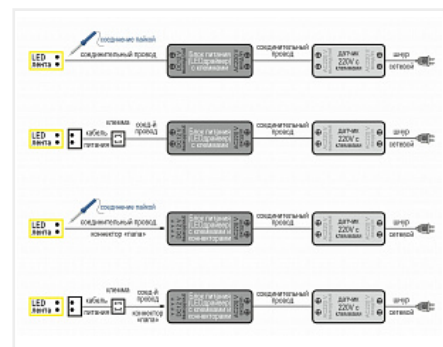 соединение пайкой
LED лента
соединительный провод
Блок питания
(LED драйвер)
с клеммами
соединительный
провод
датчик
220V с
клеммами
шнур
сетевой
LED
лента
кабель
питания
клемма
соед-й
провод
Блок питания
(LED драйвер)
с клеммами
соединительный
провод
датчик
220V с
клеммами
шнур
сетевой
соединение пайкой
LED
лента
соединительный провод
коннектор «папа»
Блок питания
(LED драйвер)
с клеммами и
коннекторами
соединительный
провод
датчик
220V с
клеммами
шнур
сетевой
LED
лента
кабель
питания
клемма
соед-й
провод
коннектор
«папа»
Блок питания
(LED драйвер)
с клеммами и
коннекторами
соединительный
провод
датчик
220V с
клеммами
шнур
сетевой